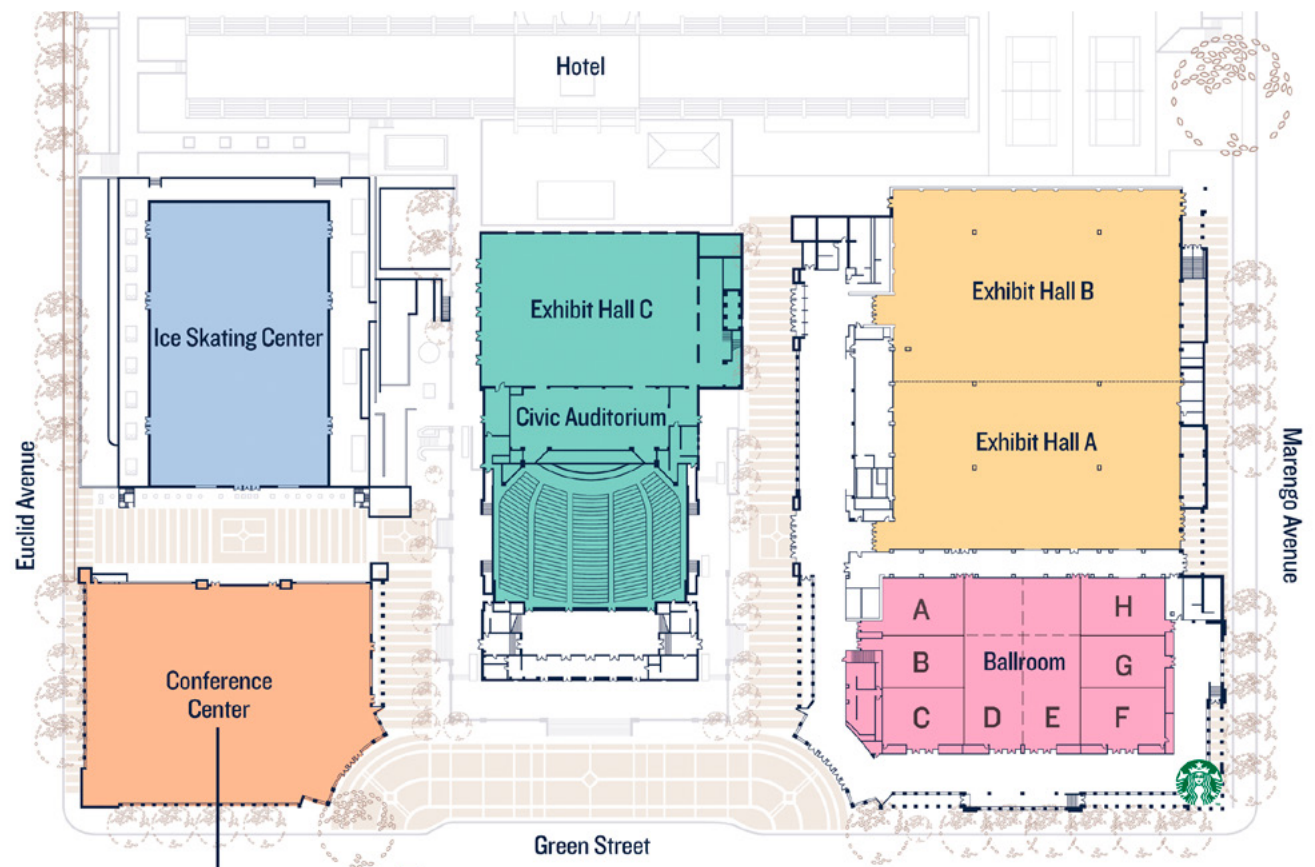 Hotel
Ice Skating Center
Exhibit Hall C
Civic Auditorium
Exhibit Hall B
Exhibit Hall A
Euclid Avenue
Marengo Avenue
Conference
Center
A
B
C
D
E
F
G
H
Ballroom
Green Street